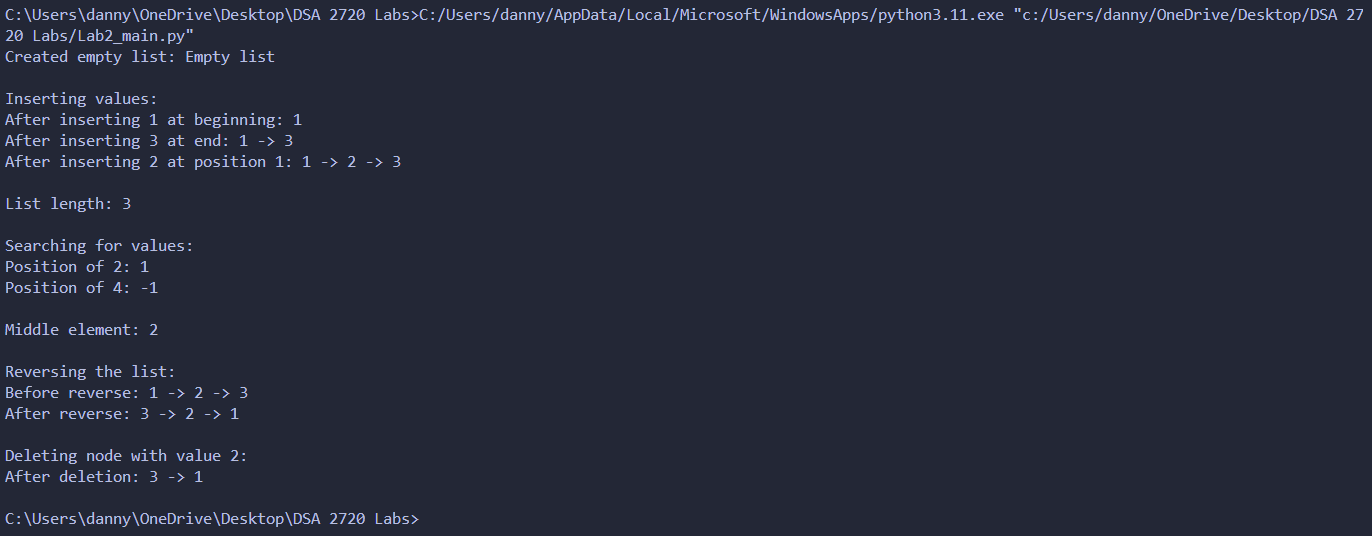 C:\Users\danny\OneDrive\Desktop\DSA 2720 Labs>C:/Users/danny/AppData/Local/Microsoft/WindowsApps/python3.11.exe "c:/Users/danny/OneDrive/Desktop/DSA 27
20 Labs/Lab2_main.py"
Created empty list: Empty list
Inserting values:
After inserting 1 at beginning: 1
After inserting 3 at end: 1 -> 3
After inserting 2 at position 1: 1 -> 2 -> 3
List length: 3
Searching for values:
Position of 2: 1
Position of 4: -1
Middle element: 2
Reversing the list:
Before reverse: 1 -> 2 -> 3
After reverse: 3 -> 2 -> 1
Deleting node with value 2:
After deletion: 3 -> 1
C:\Users\danny\OneDrive\Desktop\DSA 2720 Labs>